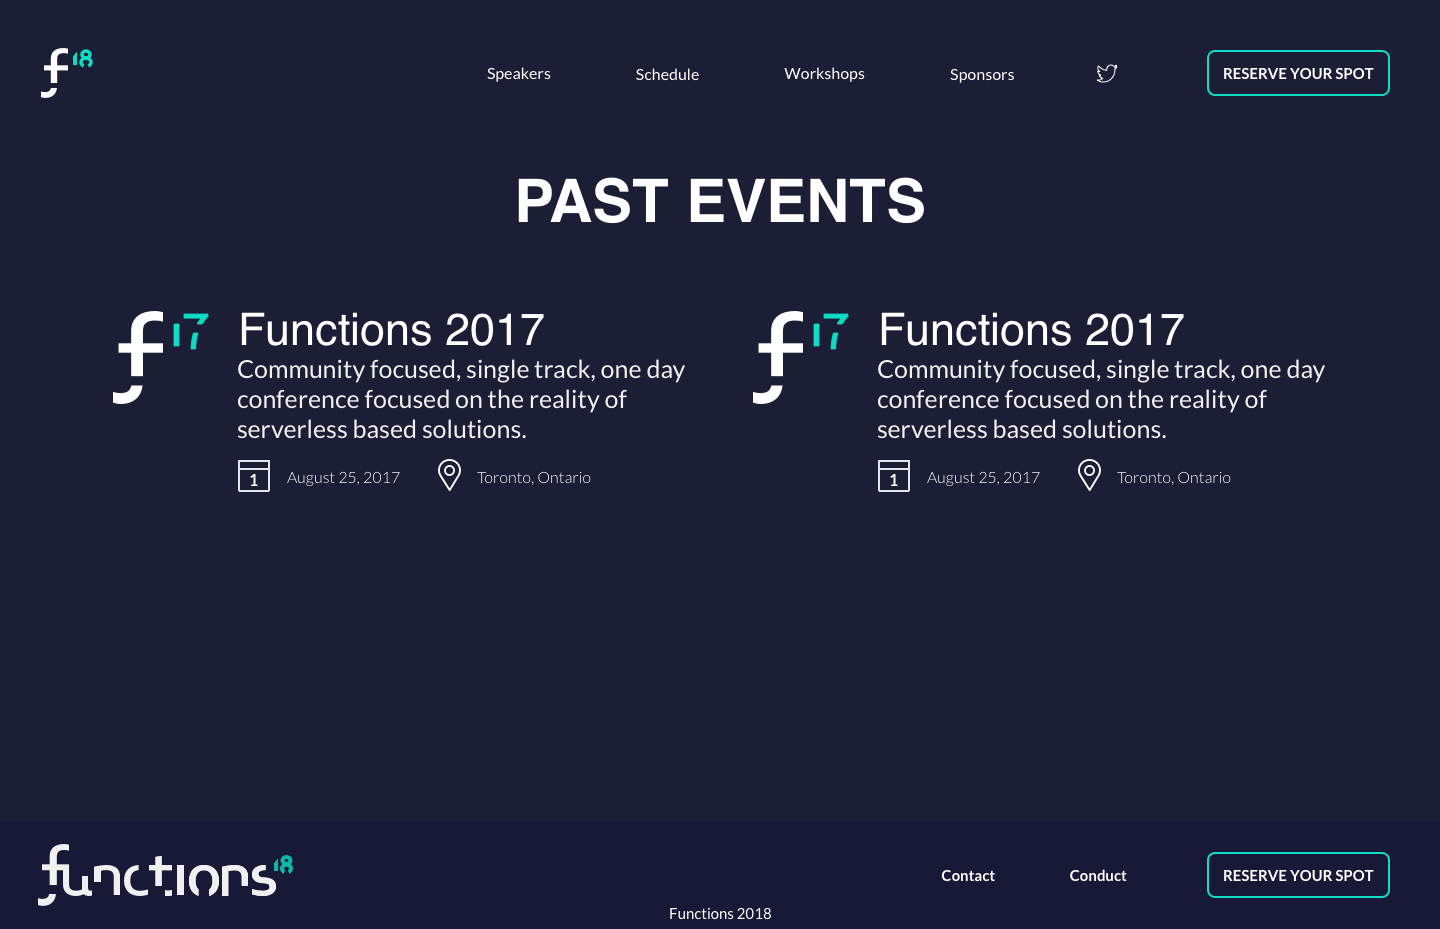 f18
Speakers
Schedule
Workshops
Sponsors
RESERVE YOUR SPOT
PAST EVENTS
f17
Functions 2017
Community focused, single track, one day
conference focused on the reality of
serverless based solutions.
1
August 25, 2017
Toronto, Ontario
f17
Functions 2017
Community focused, single track, one day
conference focused on the reality of
serverless based solutions.
1
August 25, 2017
Toronto, Ontario
functions18
Contact
Conduct
RESERVE YOUR SPOT
Functions 2018